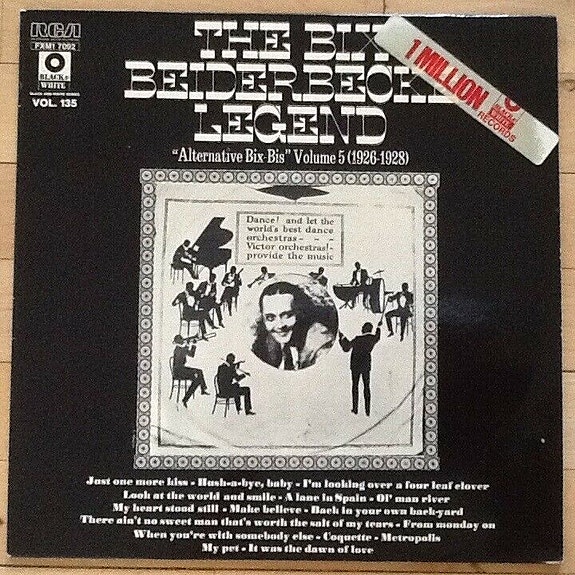 RCA
FXM1 7092
BLACK &
WHITE
VOL. 135
THE BIX
BEIDERBECKE
LEGEND
1 MILLION
RECORDS
"Alternative Bix-Bis" Volume 5 (1926-1928)
Dance! and let the
world's best dance
orchestras - - -
Victor orchestras! -
provide the music
Just one more kiss - Hush-a-bye, baby - I'm looking over a four leaf clover
Look at the world and smile - A lane in Spain - Ol' man river
My heart stood still - Make believe - Back in your own back-yard
There ain't no sweet man that's worth the salt of my tears - From monday on
When you're with somebody else - Coquette - Metropolis
My pet - It was the dawn of love